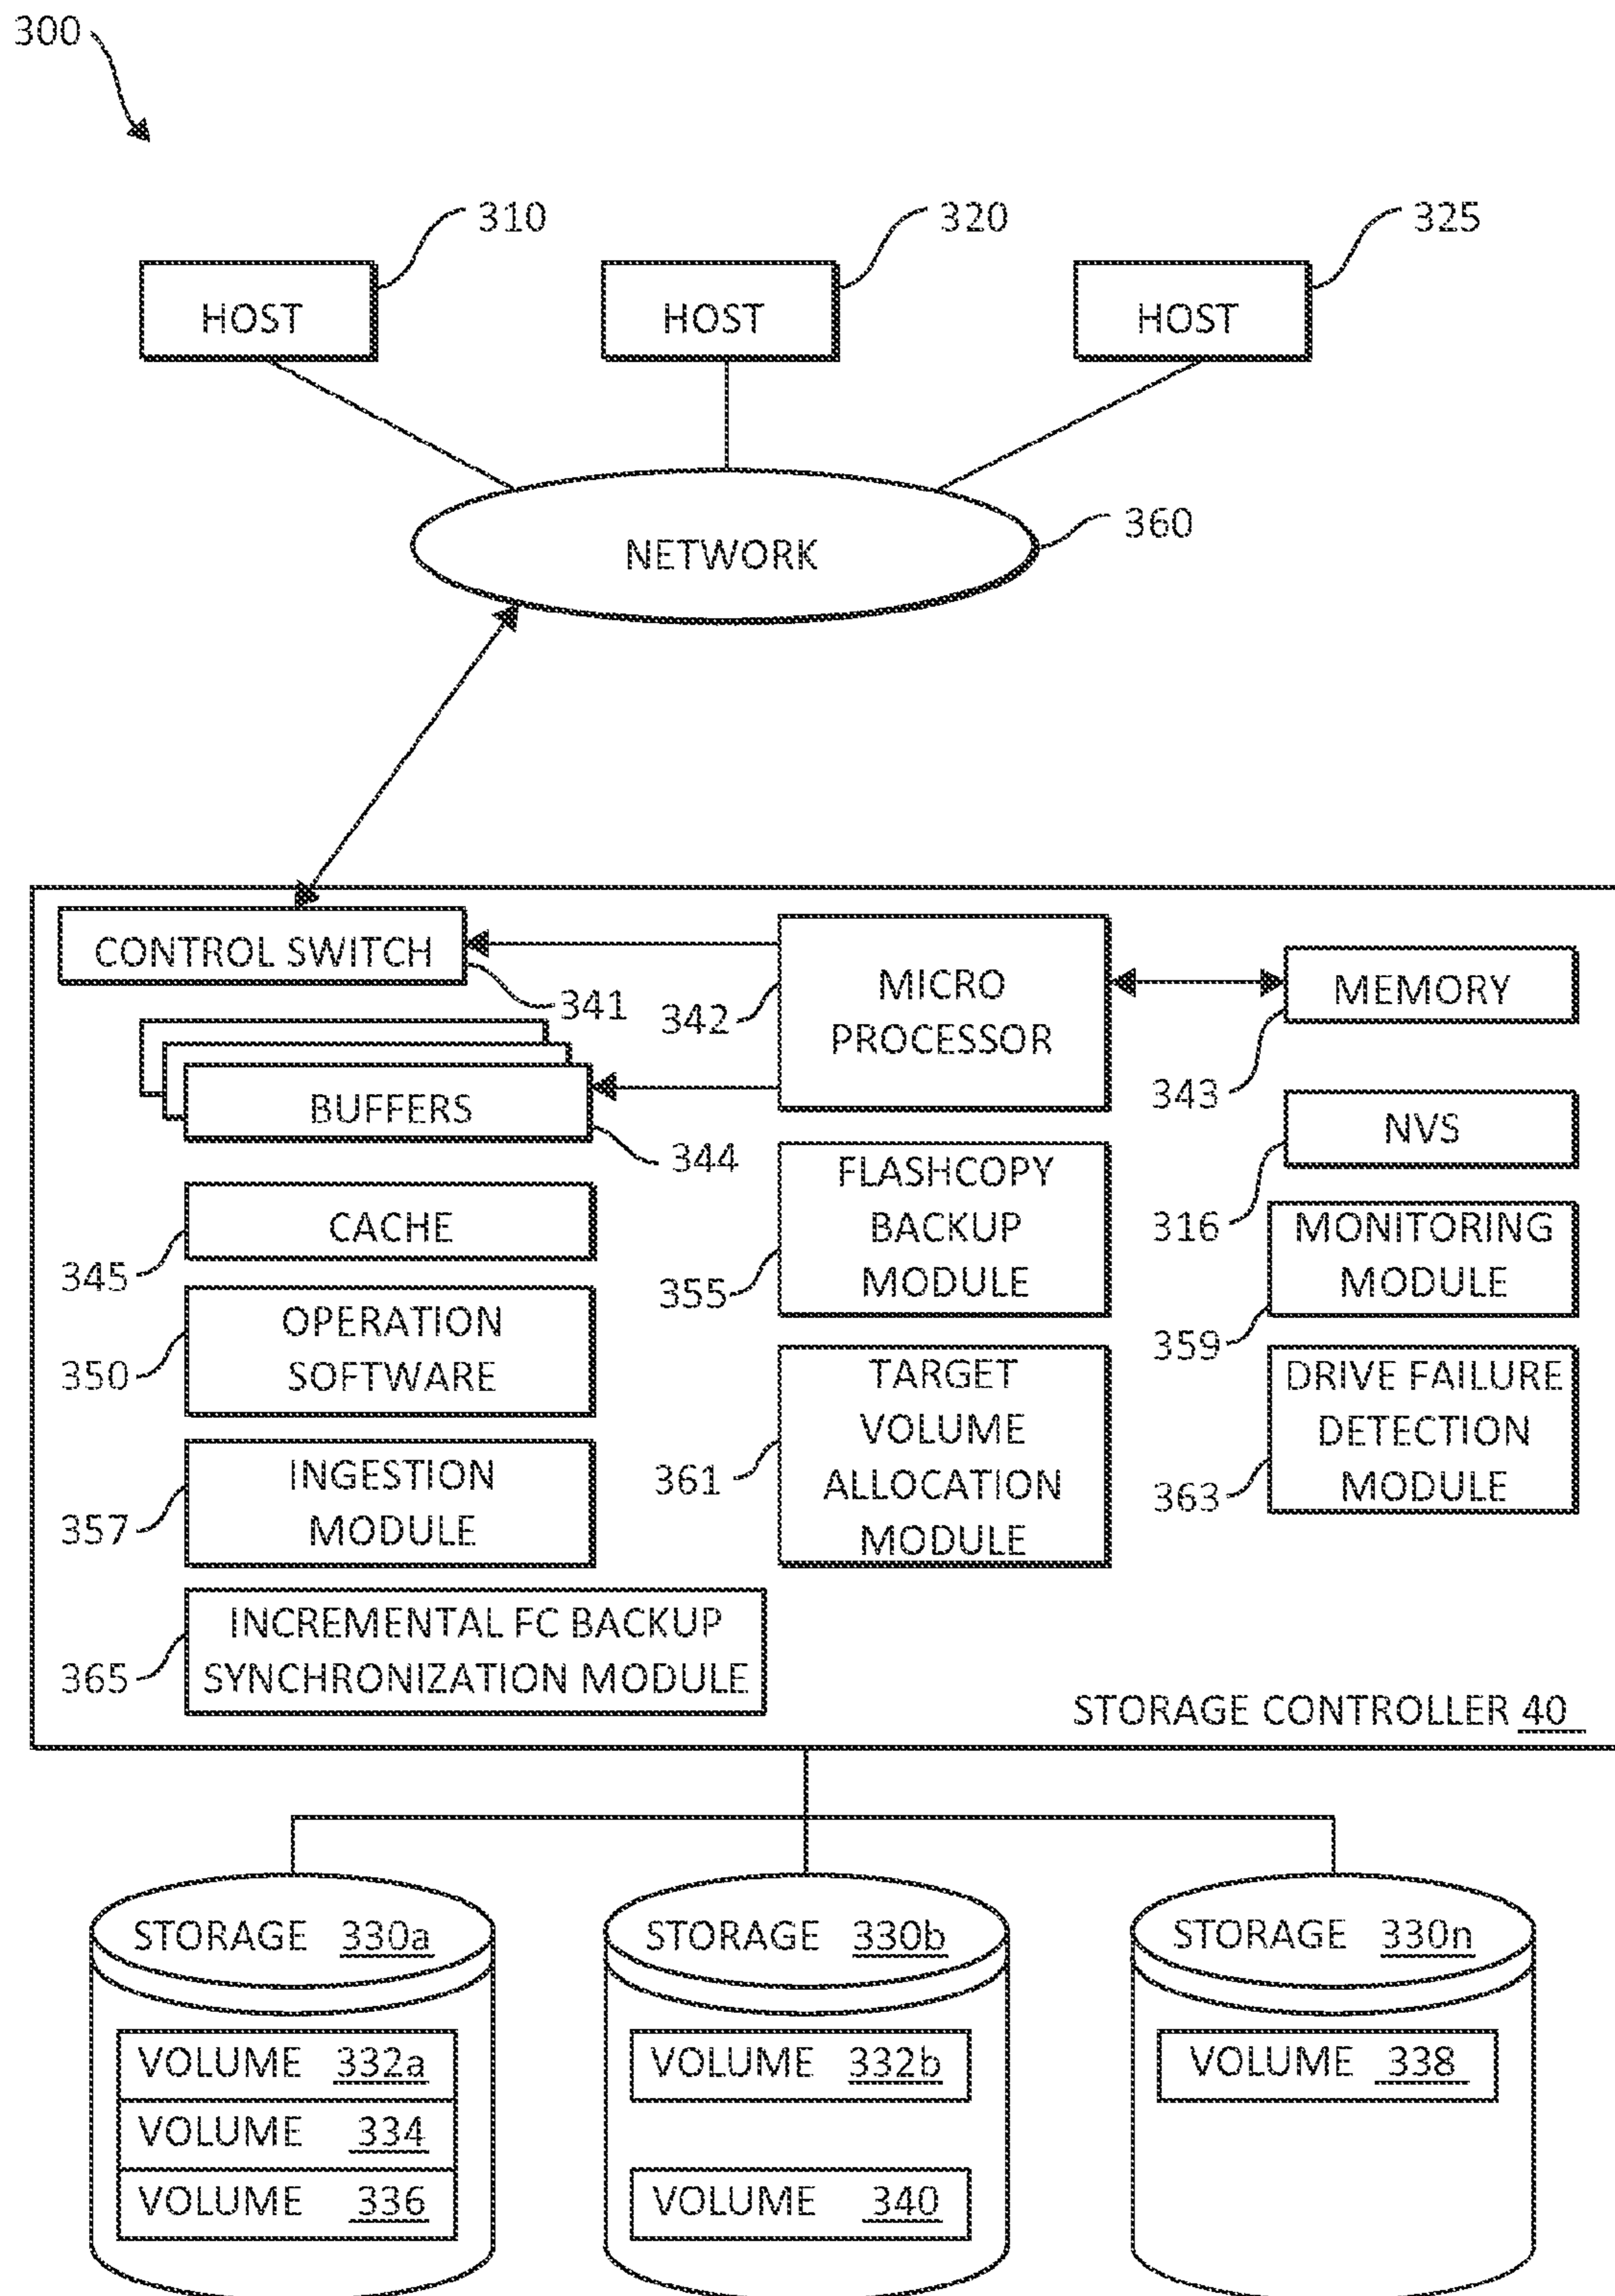 300
310
320
325
HOST
HOST
HOST
NETWORK
360
CONTROL SWITCH
341
342
MICRO
PROCESSOR
MEMORY
343
BUFFERS
344
NVS
316
CACHE
345
FLASHCOPY
BACKUP
MODULE
355
MONITORING
MODULE
359
OPERATION
SOFTWARE
350
TARGET
VOLUME
ALLOCATION
MODULE
361
DRIVE FAILURE
DETECTION
MODULE
363
INGESTION
MODULE
357
INCREMENTAL FC BACKUP
SYNCHRONIZATION MODULE
365
STORAGE CONTROLLER 40
STORAGE 330a
STORAGE 330b
STORAGE 330n
VOLUME 332a
VOLUME 334
VOLUME 336
VOLUME 332b
VOLUME 340
VOLUME 338